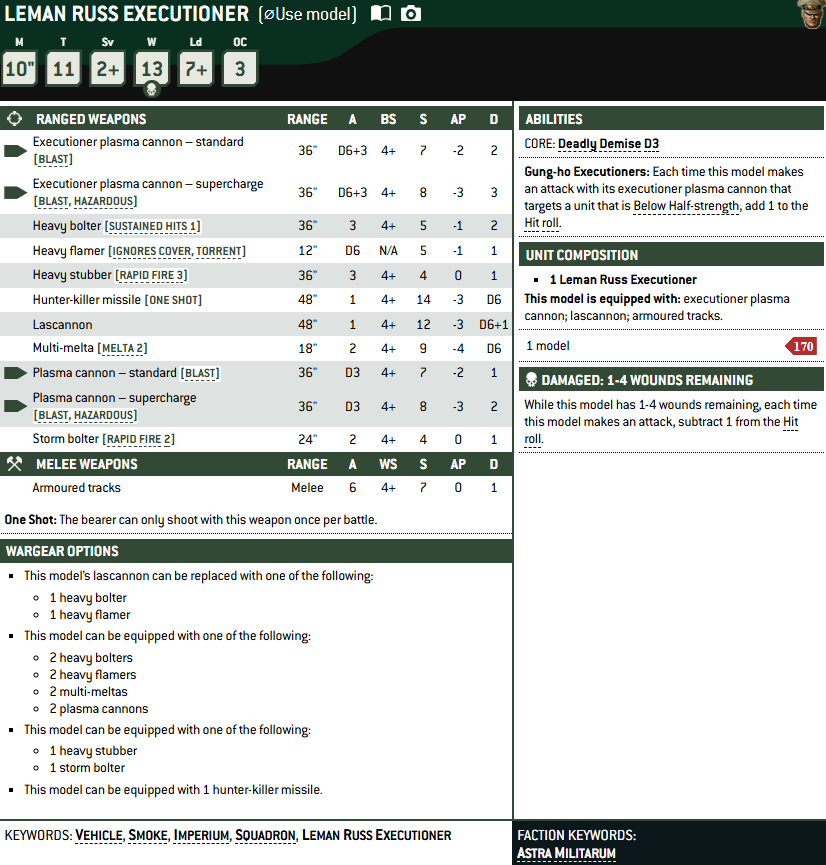 LEMAN RUSS EXECUTIONER (⌀Use model)
M T Sv W Ld OC
10" 11 2+ 13 7+ 3
RANGED WEAPONS RANGE A BS S AP D
Executioner plasma cannon – standard
[BLAST] 36" D6+3 4+ 7 -2 2
Executioner plasma cannon – supercharge
[BLAST, HAZARDOUS] 36" D6+3 4+ 8 -3 3
Heavy bolter [SUSTAINED HITS 1] 36" 3 4+ 5 -1 2
Heavy flamer [IGNORES COVER, TORRENT] 12" D6 N/A 5 -1 1
Heavy stubber [RAPID FIRE 3] 36" 3 4+ 4 0 1
Hunter-killer missile [ONE SHOT] 48" 1 4+ 14 -3 D6
Lascannon 48" 1 4+ 12 -3 D6+1
Multi-melta [MELTA 2] 18" 2 4+ 9 -4 D6
Plasma cannon – standard [BLAST] 36" D3 4+ 7 -2 1
Plasma cannon – supercharge
[BLAST, HAZARDOUS] 36" D3 4+ 8 -3 2
Storm bolter [RAPID FIRE 2] 24" 2 4+ 4 0 1
MELEE WEAPONS RANGE A WS S AP D
Armoured tracks Melee 6 4+ 7 0 1
One Shot: The bearer can only shoot with this weapon once per battle.
WARGEAR OPTIONS
▪ This model's lascannon can be replaced with one of the following:
◦ 1 heavy bolter
◦ 1 heavy flamer
▪ This model can be equipped with one of the following:
◦ 2 heavy bolters
◦ 2 heavy flamers
◦ 2 multi-meltas
◦ 2 plasma cannons
▪ This model can be equipped with one of the following:
◦ 1 heavy stubber
◦ 1 storm bolter
▪ This model can be equipped with 1 hunter-killer missile.
ABILITIES
CORE: Deadly Demise D3
Gung-ho Executioners: Each time this model makes
an attack with its executioner plasma cannon that
targets a unit that is Below Half-strength, add 1 to the
Hit roll.
UNIT COMPOSITION
▪ 1 Leman Russ Executioner
This model is equipped with: executioner plasma
cannon; lascannon; armoured tracks.
1 model 170
DAMAGED: 1-4 WOUNDS REMAINING
While this model has 1-4 wounds remaining, each time
this model makes an attack, subtract 1 from the Hit
roll.
KEYWORDS: VEHICLE, SMOKE, IMPERIUM, SQUADRON, LEMAN RUSS EXECUTIONER
FACTION KEYWORDS:
ASTRA MILITARUM